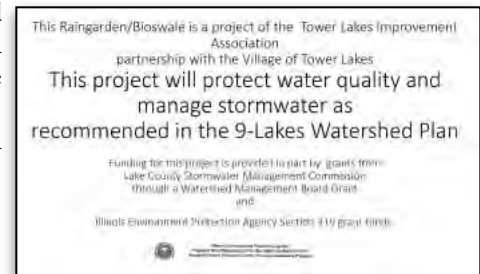 This Raingarden/Bioswale is a project of the Tower Lakes Improvement
Association
partnership with the Village of Tower Lakes
This project will protect water quality and
manage stormwater as
recommended in the 9-Lakes Watershed Plan
Funding for this project is provided in part by grants from
Lake County Stormwater Management Commission
through a Watershed Management Board Grant
and
Illinois Environment Protection Agency Section 319 grant funds